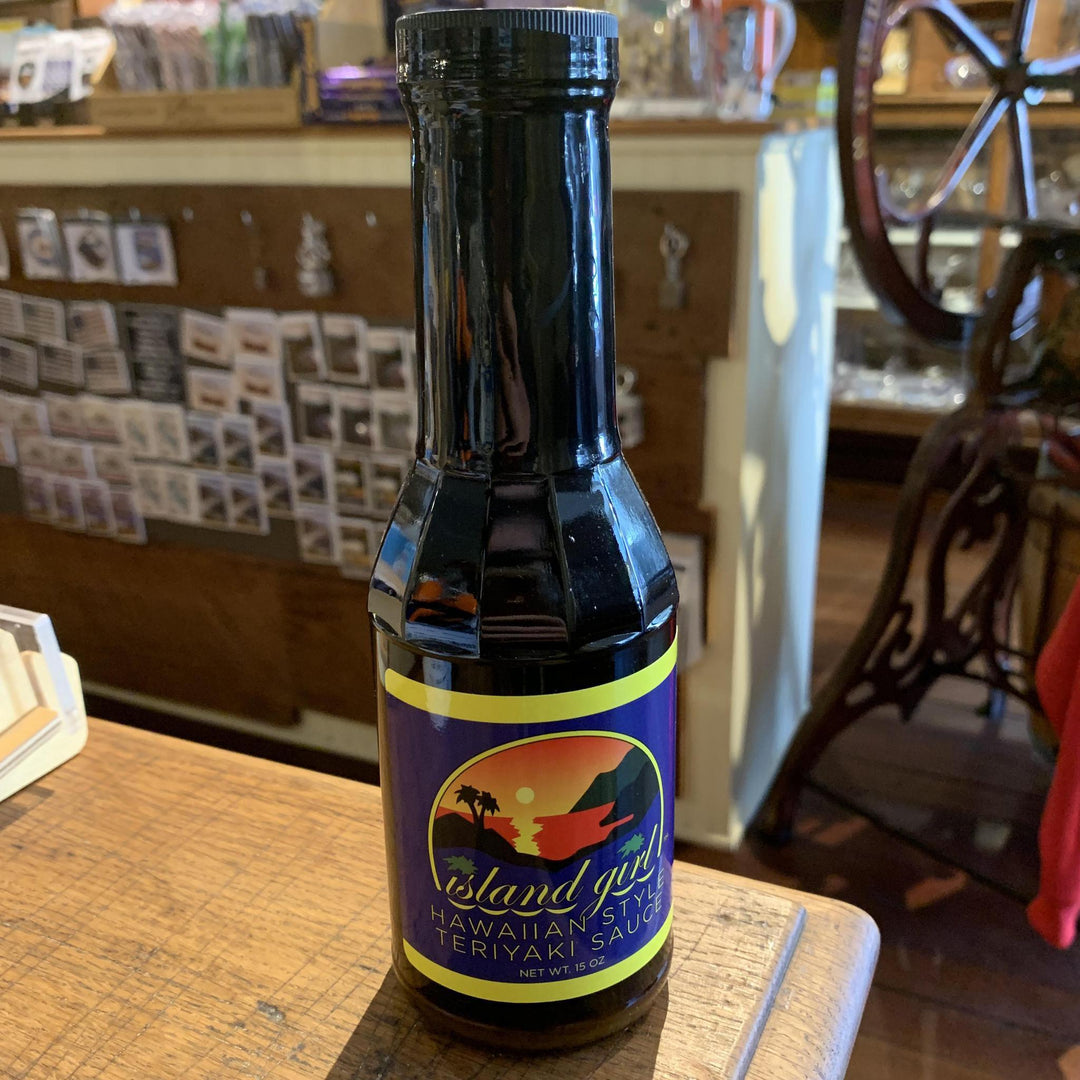 island girl
HAWAIIAN STYLE
TERIYAKI SAUCE
NET WT. 15 OZ